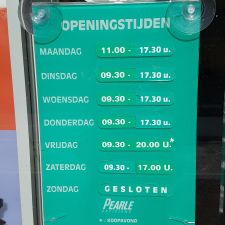 OPENINGSTIJDEN
MAANDAG 11.00 - 17.30 u.
DINSDAG 09.30 - 17.30 u.
WOENSDAG 09.30 - 17.30 u.
DONDERDAG 09.30 - 17.30 u.
VRIJDAG 09.30 - 20.00 U.*
ZATERDAG 09.30 - 17.00 U.
ZONDAG GESLOTEN
PEARLE
* = KOOPAVOND